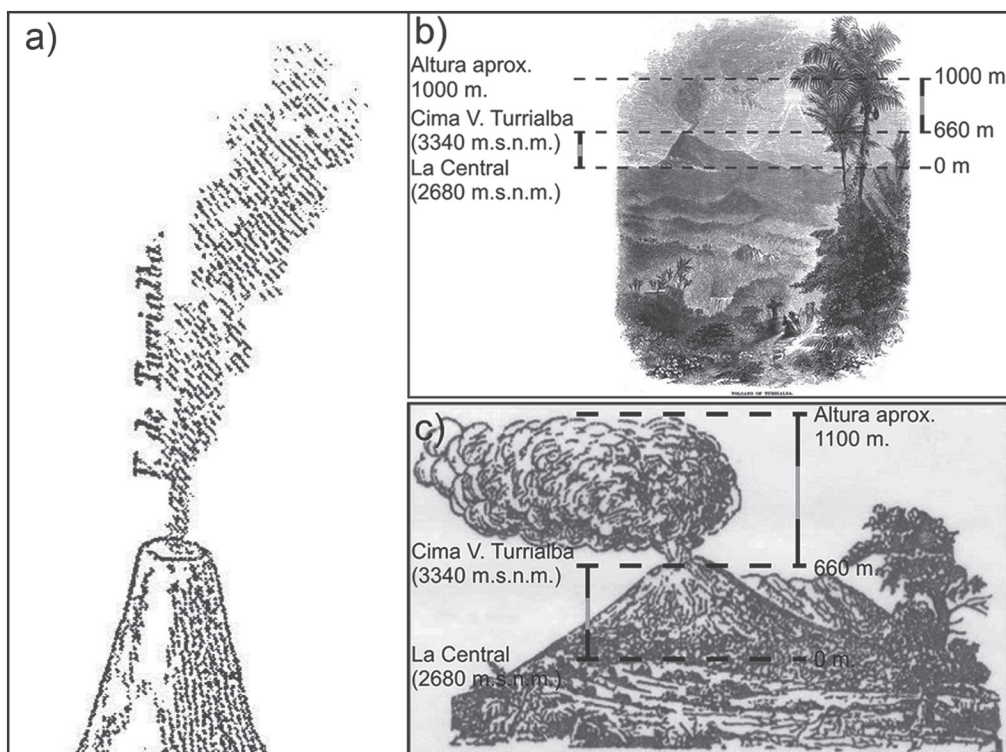 a)
V. de Turrialba.
b)
Altura aprox.
1000 m.
Cima V. Turrialba
(3340 m.s.n.m.)
La Central
(2680 m.s.n.m.)
1000 m
660 m
0 m
VOLCANO OF TURRIALBA.
c)
Altura aprox.
1100 m.
Cima V. Turrialba
(3340 m.s.n.m.)
660 m.
La Central
(2680 m.s.n.m.)
0 m.